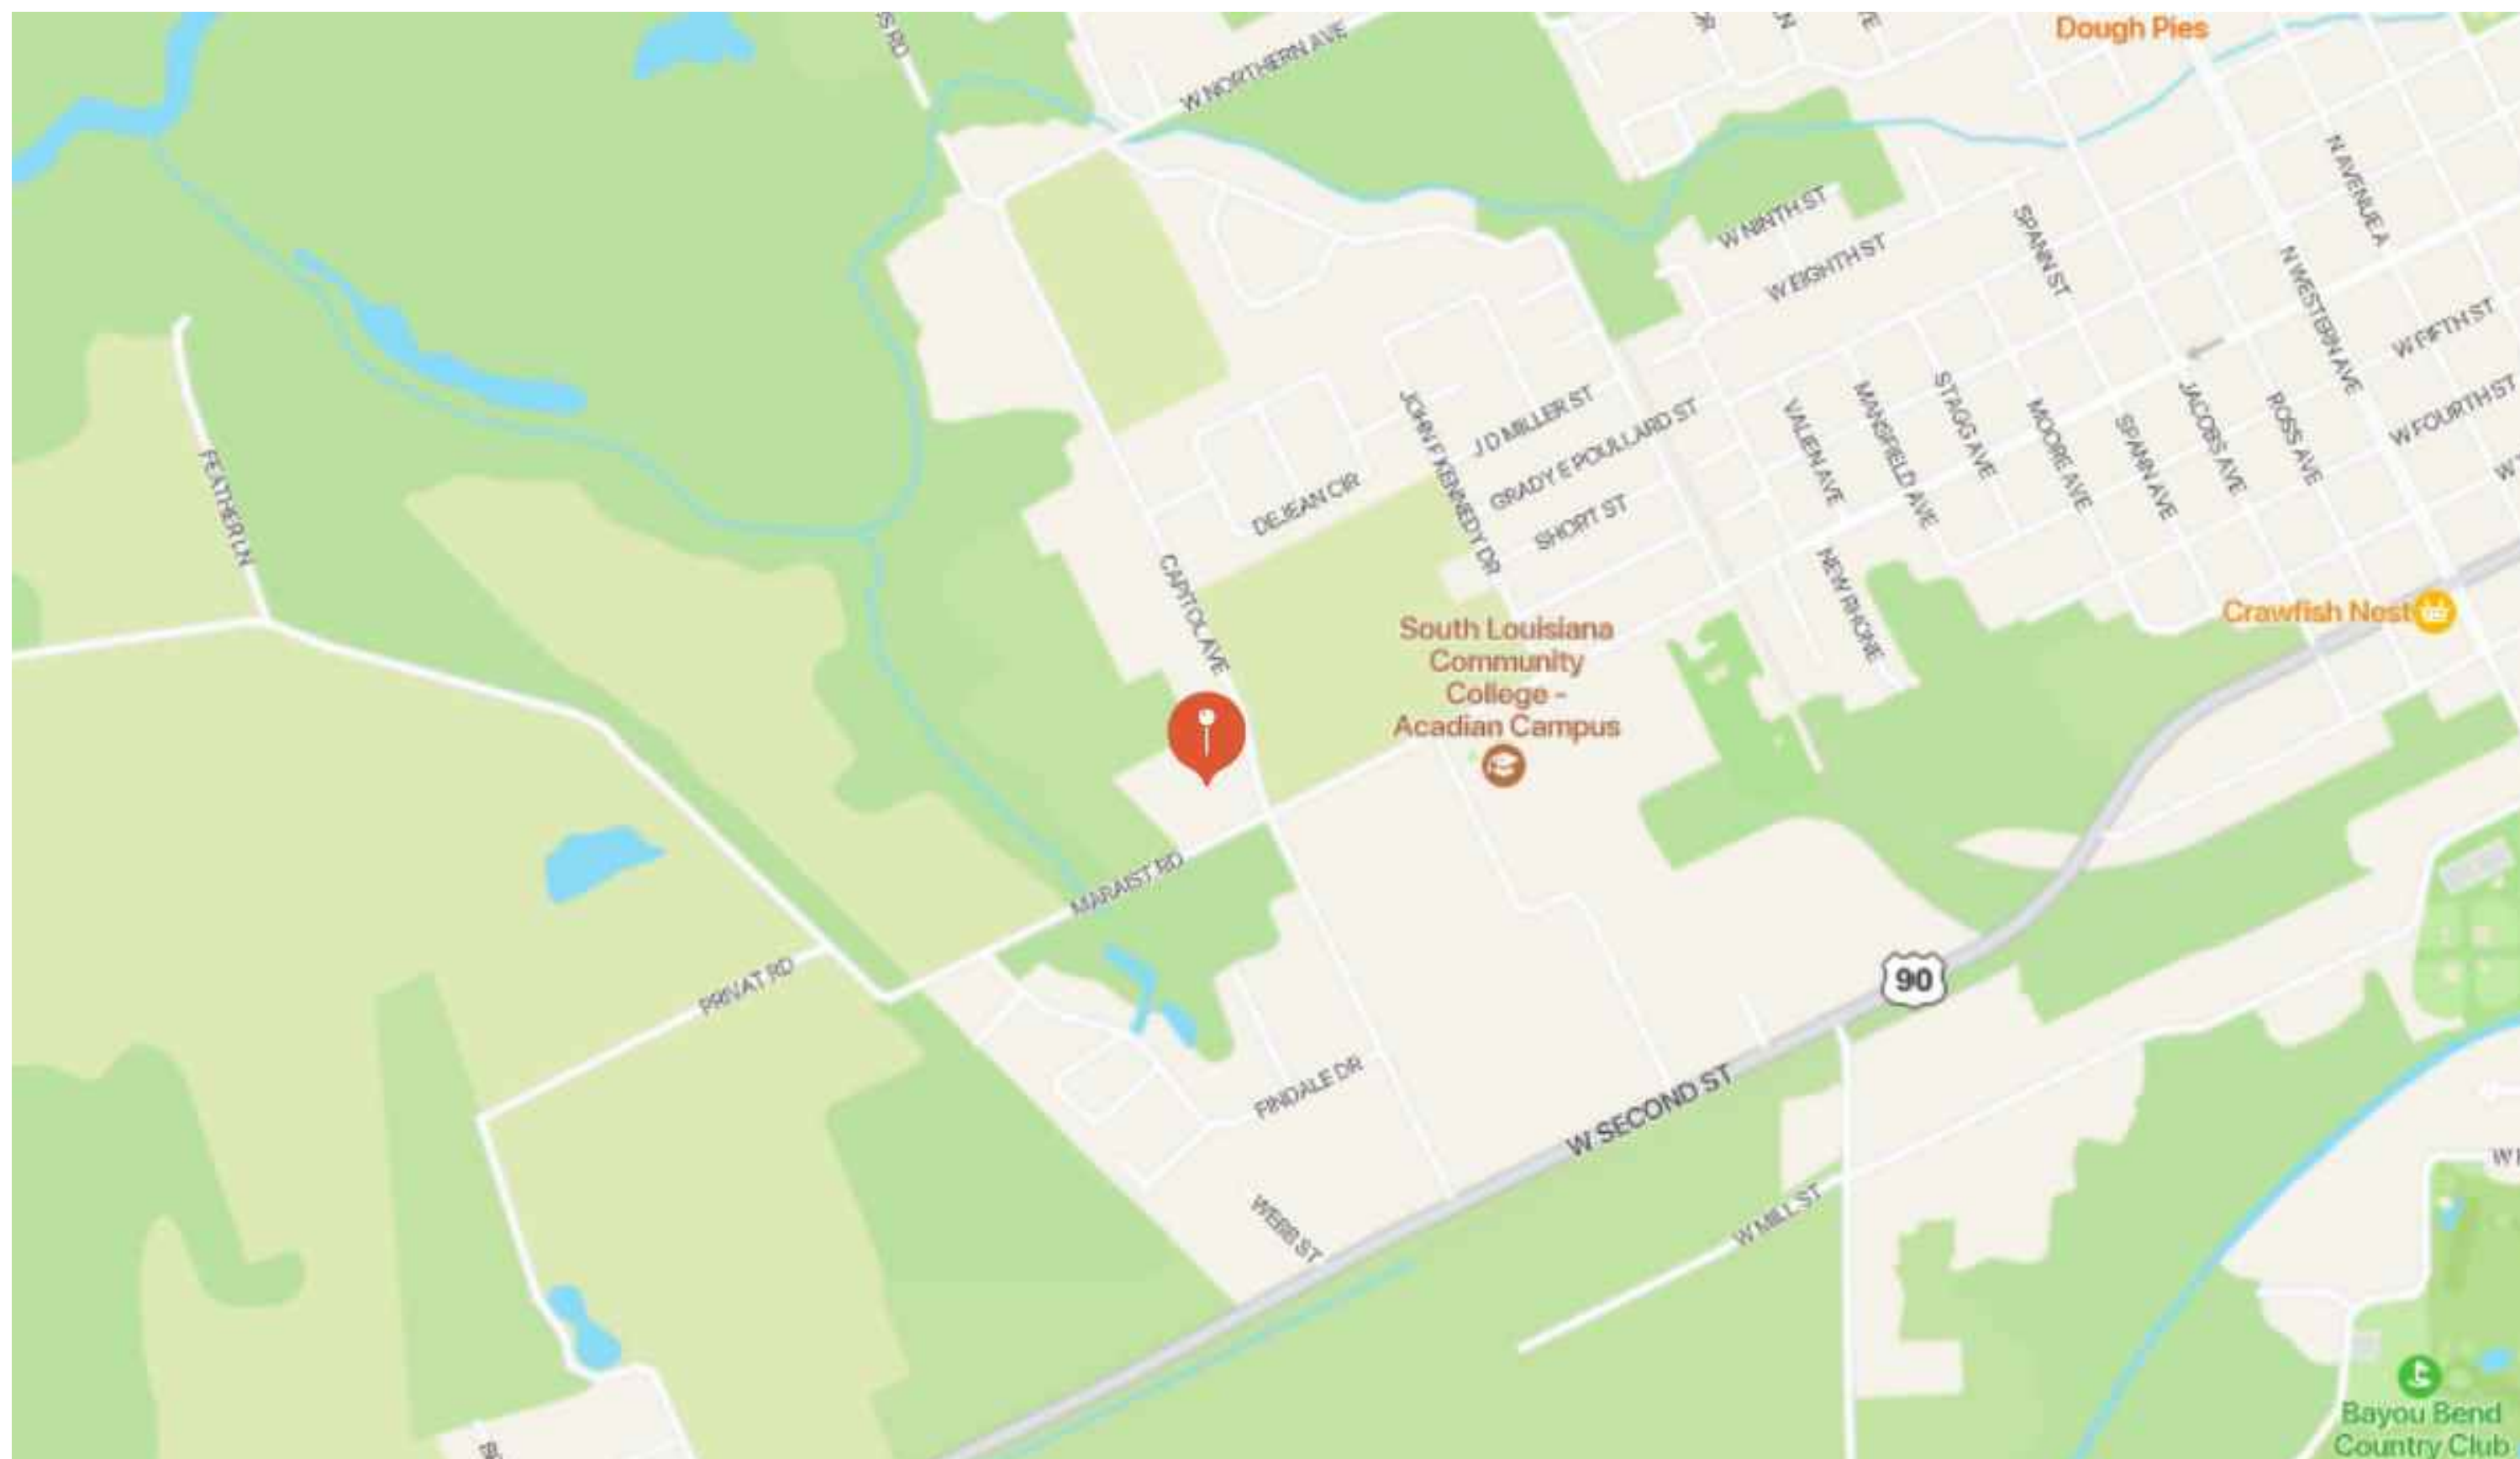 Dough Pies
W NORTHERN AVE
N AVENUE A
W NINTH ST
W EIGHTH ST
SPANN ST
N WESTERN AVE
W FIFTH ST
W FOURTH ST
JOHN F KENNEDY DR
J D MILLER ST
GRADY E POULLARD ST
SHORT ST
VALIEN AVE
MANSFIELD AVE
STAGG AVE
MOORE AVE
SPANN AVE
JACOBS AVE
ROSS AVE
FEATHER LN
DEJEAN CIR
CAPITOL AVE
NEW RHONE
Crawfish Nest
South Louisiana
Community
College -
Acadian Campus
MARAIST RD
PRIVAT RD
90
FINDALE DR
W SECOND ST
WEBB ST
W MILL ST
Bayou Bend
Country Club